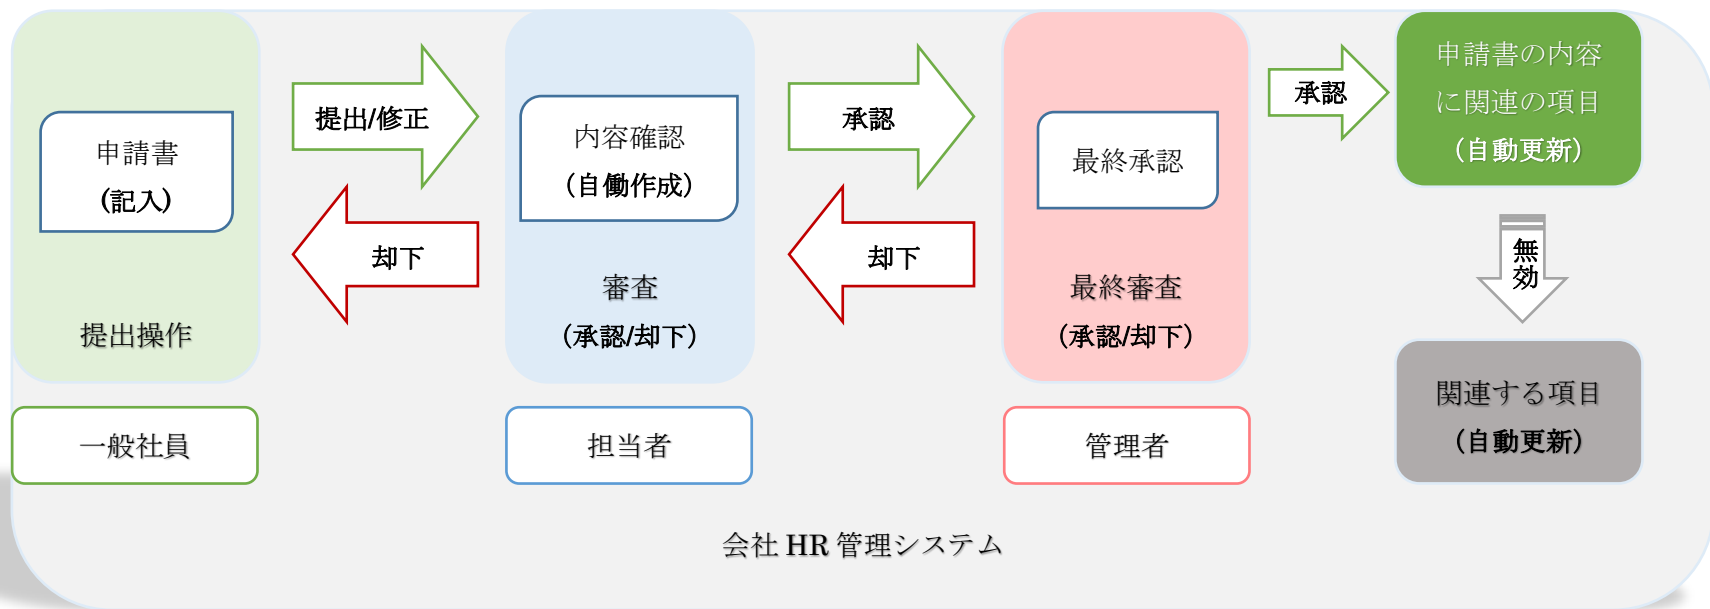 申請書
(記入)
提出操作
一般社員
提出/修正
却下
内容確認
(自働作成)
審査
(承認/却下)
担当者
承認
却下
最終承認
最終審査
(承認/却下)
管理者
承認
申請書の内容
に関連の項目
(自動更新)
無効
関連する項目
(自動更新)
会社 HR 管理システム